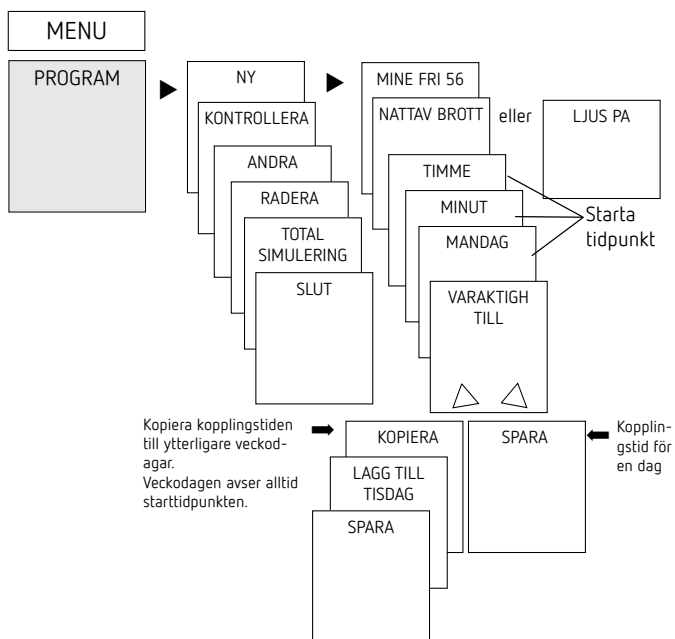 MENU
PROGRAM
NY
KONTROLLERA
ANDRA
RADERA
TOTAL
SIMULERING
SLUT
MINE FRI 56
NATTAV BROTT
eller
LJUS PA
TIMME
MINUT
MANDAG
Starta
tidpunkt
VARAKTIGH
TILL
Kopiera kopplingstiden
till ytterligare veckod-
agar.
Veckodagen avser alltid
starttidpunkten.
KOPIERA
LAGG TILL
TISDAG
SPARA
SPARA
Kopplin-
gstid för
en dag